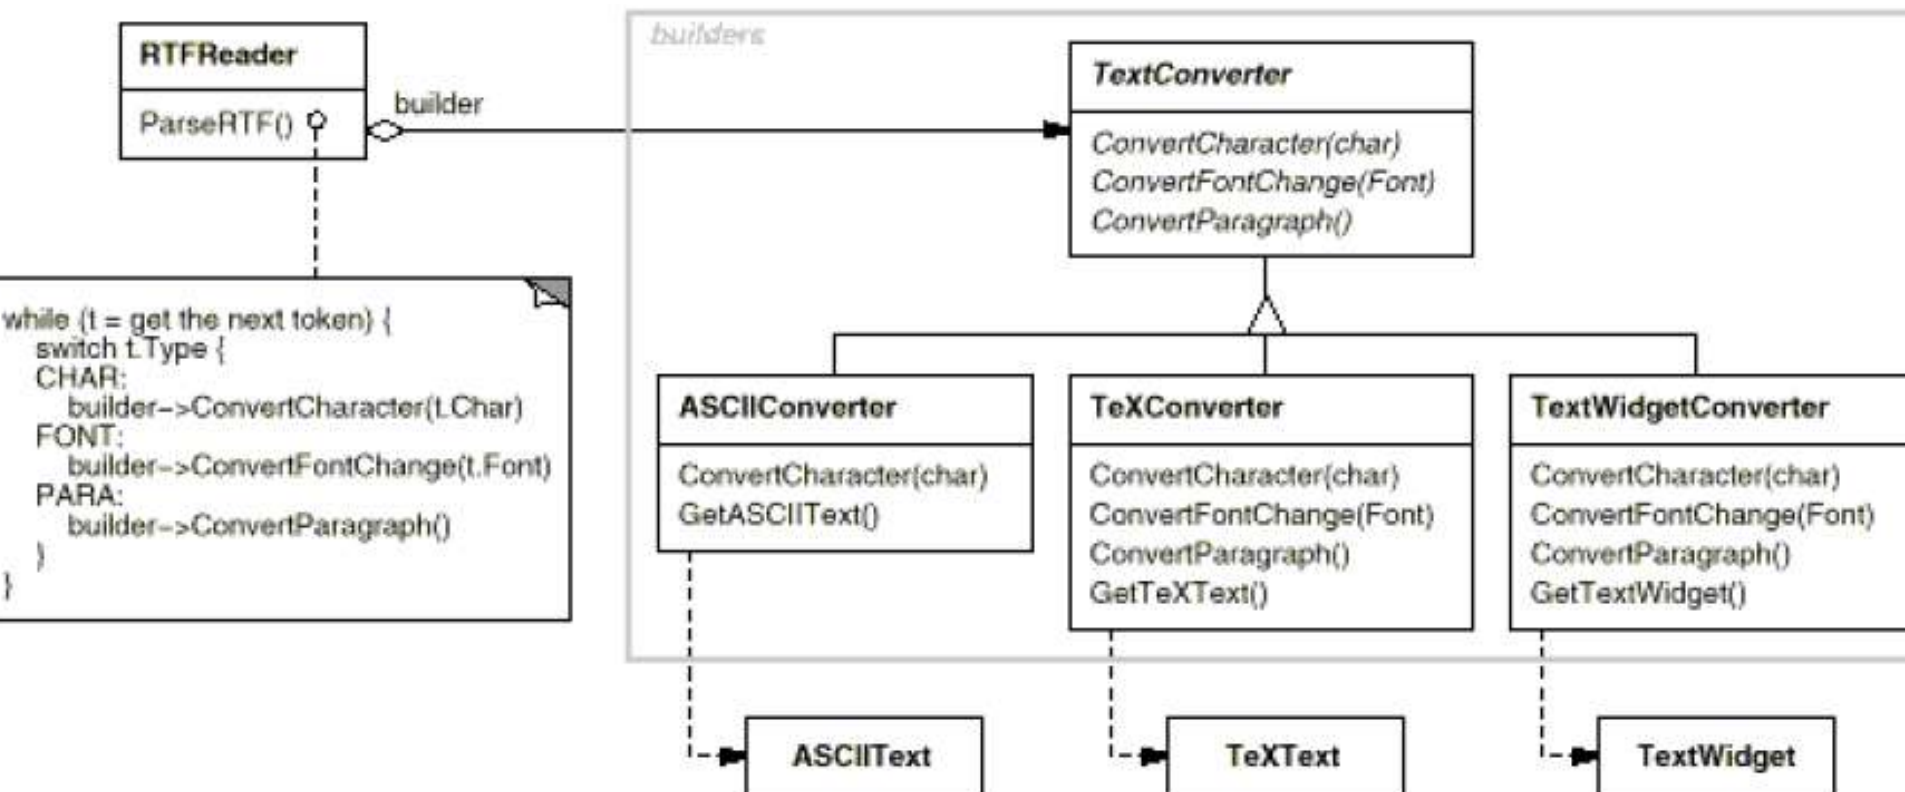 RTFReader
ParseRTF()
builder
builders
TextConverter
ConvertCharacter(char)
ConvertFontChange(Font)
ConvertParagraph()
while (t = get the next token) {
switch t.Type {
CHAR:
builder–>ConvertCharacter(t.Char)
FONT:
builder–>ConvertFontChange(t.Font)
PARA:
builder–>ConvertParagraph()
}
}
ASCIIConverter
ConvertCharacter(char)
GetASCIIText()
TeXConverter
ConvertCharacter(char)
ConvertFontChange(Font)
ConvertParagraph()
GetTeXText()
TextWidgetConverter
ConvertCharacter(char)
ConvertFontChange(Font)
ConvertParagraph()
GetTextWidget()
ASCIIText
TeXText
TextWidget